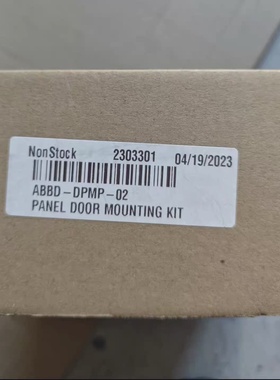 NonStock 2303301 04/19/2023
ABBD-DPMP-02
PANEL DOOR MOUNTING KIT